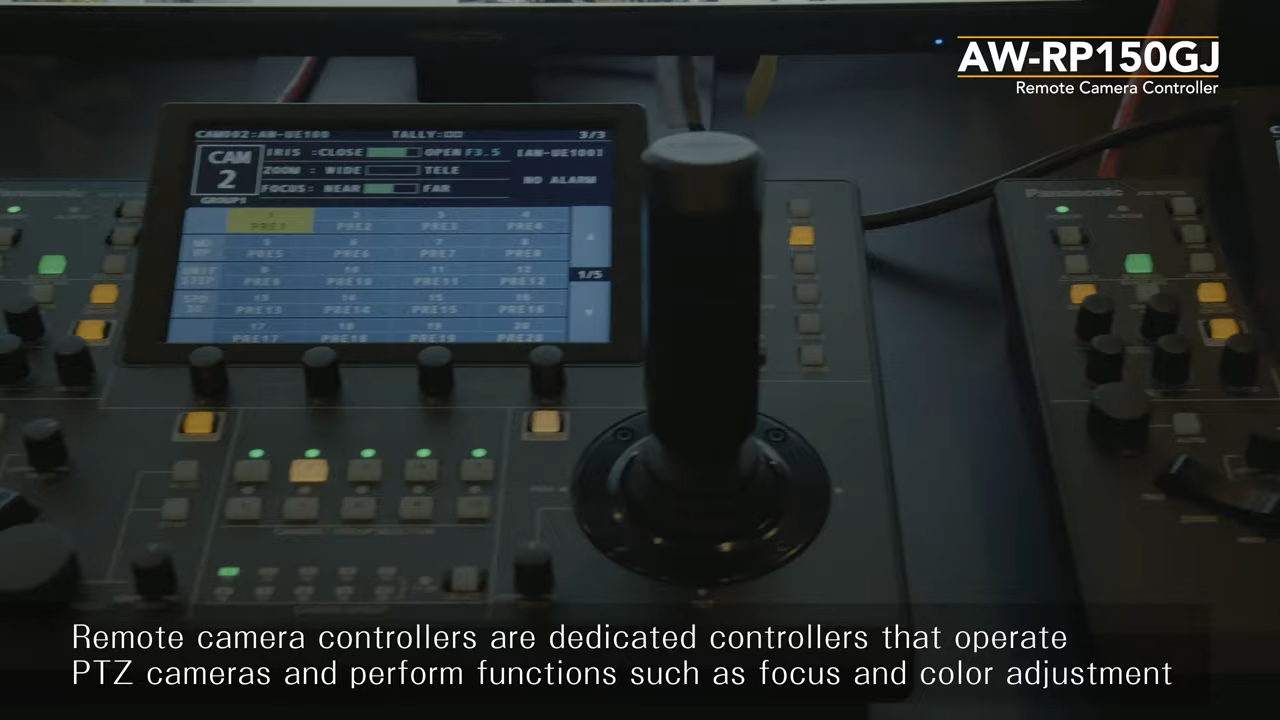 AW-RP150GJ
Remote Camera Controller
CAM002:AW-UE100 TALLY:□□ 3/3
CAM 2
IRIS :CLOSE OPEN F3.5 [AW-UE100]
ZOOM : WIDE TELE
NO ALARM
FOCUS: NEAR FAR
GROUP1
Panasonic
1 2 3 4
PRE1 PRE2 PRE3 PRE4
5 6 7 8
PRE5 PRE6 PRE7 PRE8
1/5
9 10 11 12
PRE9 PRE10 PRE11 PRE12
13 14 15 16
PRE13 PRE14 PRE15 PRE16
17 18 19 20
PRE17 PRE18 PRE19 PRE20
AUTO
Remote camera controllers are dedicated controllers that operate
PTZ cameras and perform functions such as focus and color adjustment